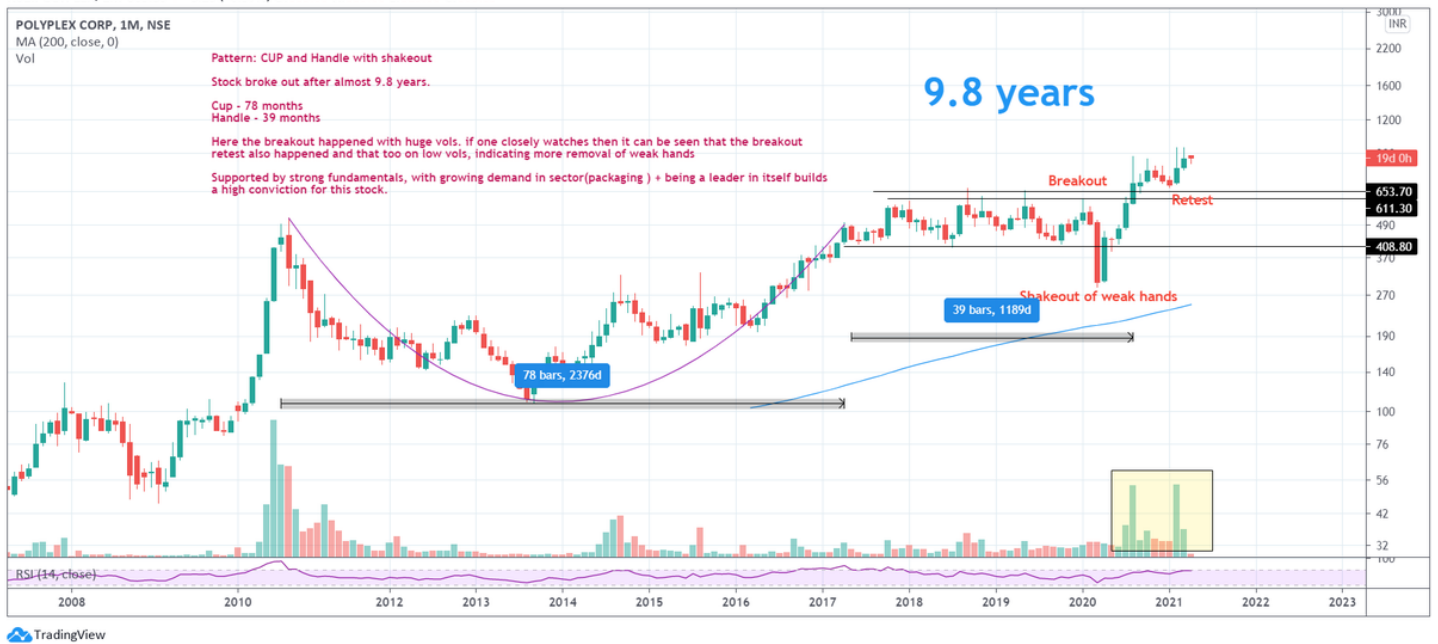 POLYPLEX CORP, 1M, NSE
MA (200, close, 0)
Vol
Pattern: CUP and Handle with shakeout
Stock broke out after almost 9.8 years.
Cup - 78 months
Handle - 39 months
Here the breakout happened with huge vols. if one closely watches then it can be seen that the breakout
retest also happened and that too on low vols, indicating more removal of weak hands
Supported by strong fundamentals, with growing demand in sector(packaging ) + being a leader in itself builds
a high conviction for this stock.
9.8 years
3000
INR
2200
1600
1200
19d 0h
Breakout
653.70
Retest
611.30
490
408.80
370
Shakeout of weak hands
270
39 bars, 1189d
190
78 bars, 2376d
140
100
76
56
42
32
100
RSI (14, close)
2008
2010
2012
2013
2014
2015
2016
2017
2018
2019
2020
2021
2022
2023
TradingView